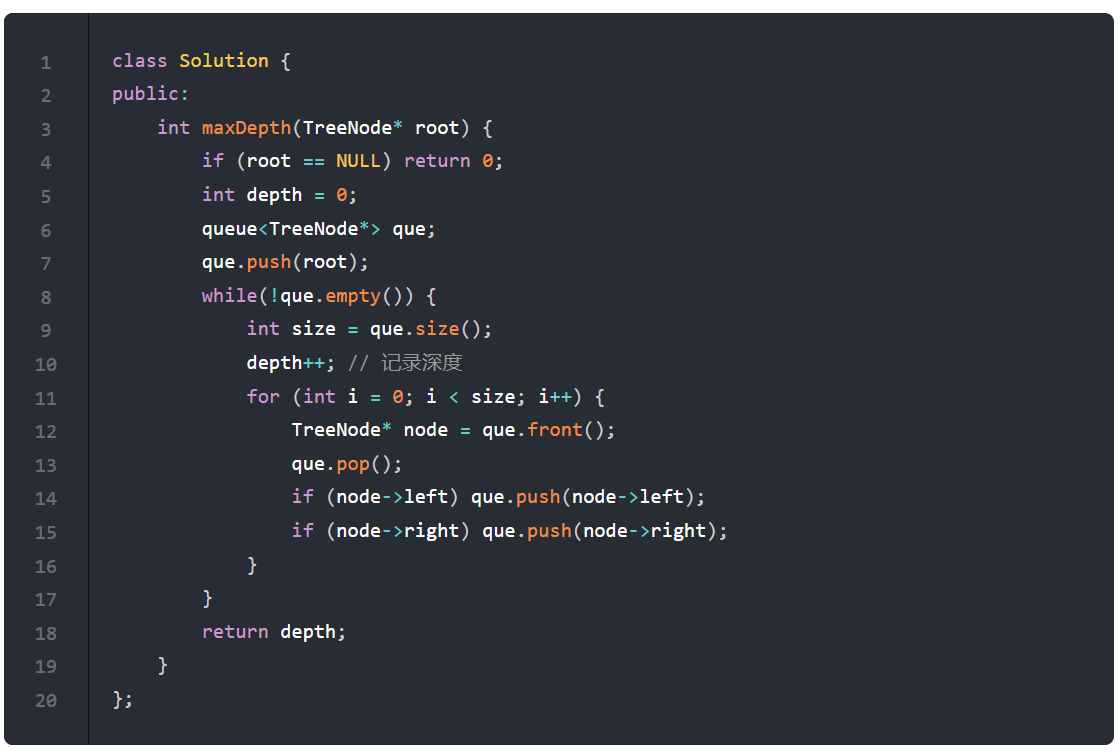 1 class Solution {
2 public:
3     int maxDepth(TreeNode* root) {
4         if (root == NULL) return 0;
5         int depth = 0;
6         queue<TreeNode*> que;
7         que.push(root);
8         while(!que.empty()) {
9             int size = que.size();
10             depth++; // 记录深度
11             for (int i = 0; i < size; i++) {
12                 TreeNode* node = que.front();
13                 que.pop();
14                 if (node->left) que.push(node->left);
15                 if (node->right) que.push(node->right);
16             }
17         }
18         return depth;
19     }
20 };